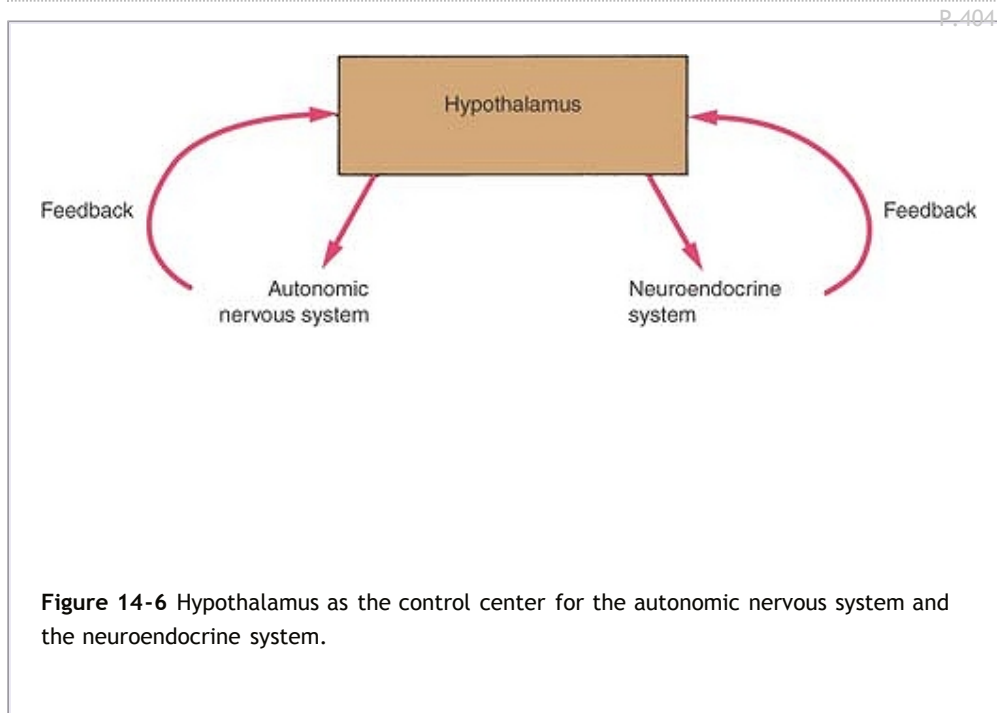 P.404
Hypothalamus
Feedback
Feedback
Autonomic
nervous system
Neuroendocrine
system
Figure 14-6 Hypothalamus as the control center for the autonomic nervous system and
the neuroendocrine system.